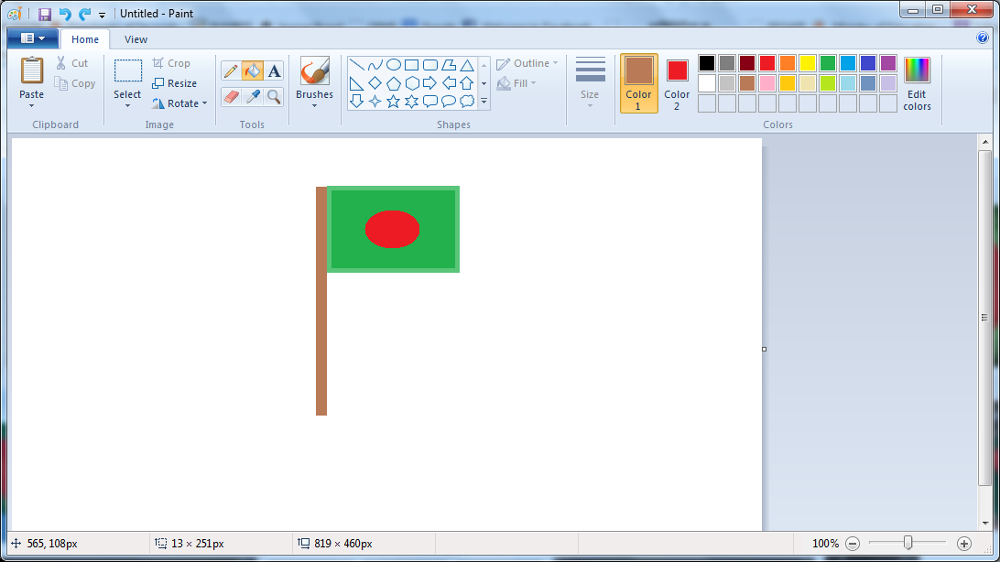 Untitled - Paint
Home View
Paste
Cut
Copy
Clipboard
Select
Crop
Resize
Rotate
Image
A
Tools
Brushes
Outline
Fill
Shapes
Size
Color 1
Color 2
Edit colors
Colors
565, 108px
13 × 251px
819 × 460px
100%